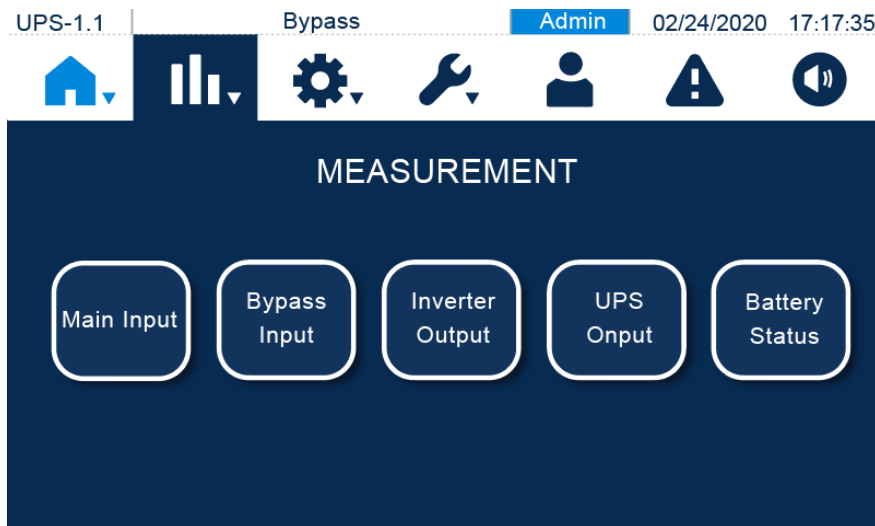 UPS-1.1 Bypass Admin 02/24/2020 17:17:35
MEASUREMENT
Main Input
Bypass
Input
Inverter
Output
UPS
Onput
Battery
Status